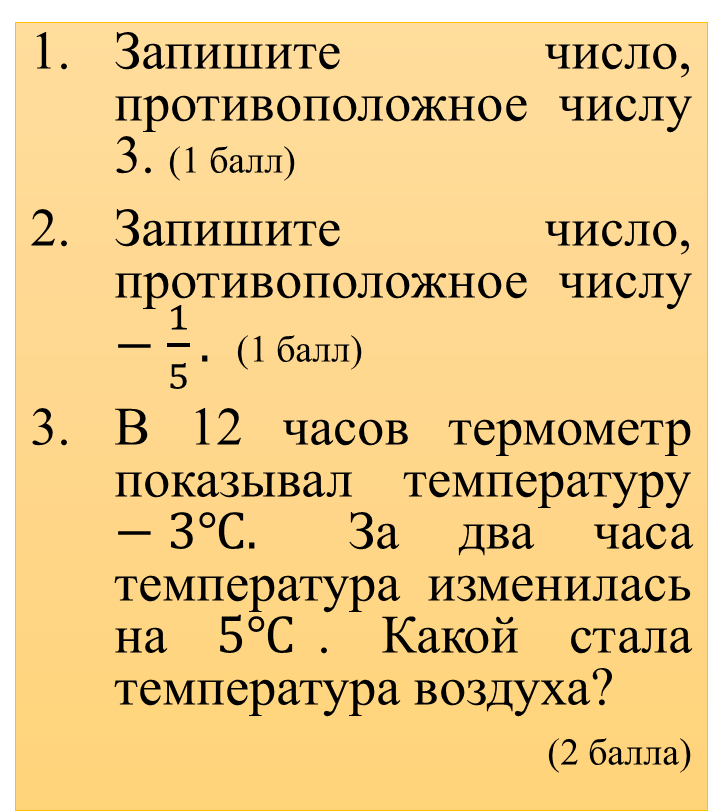 1. Запишите число,
противоположное числу
3. (1 балл)
2. Запишите число,
противоположное числу
− 1/5 . (1 балл)
3. В 12 часов термометр
показывал температуру
− 3°С. За два часа
температура изменилась
на 5°С . Какой стала
температура воздуха?
(2 балла)